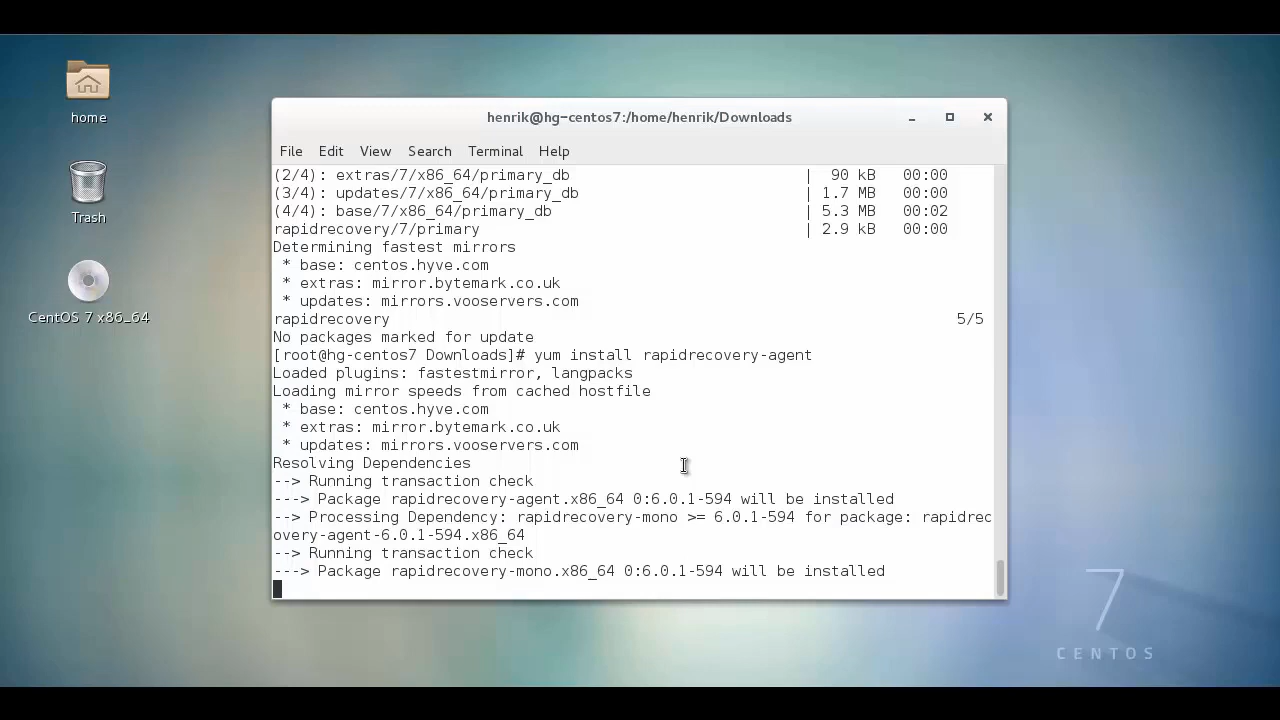 home
Trash
CentOS 7 x86_64
henrik@hg-centos7:/home/henrik/Downloads
File Edit View Search Terminal Help
(2/4): extras/7/x86_64/primary_db | 90 kB 00:00
(3/4): updates/7/x86_64/primary_db | 1.7 MB 00:00
(4/4): base/7/x86_64/primary_db | 5.3 MB 00:02
rapidrecovery/7/primary | 2.9 kB 00:00
Determining fastest mirrors
 * base: centos.hyve.com
 * extras: mirror.bytemark.co.uk
 * updates: mirrors.vooservers.com
rapidrecovery 5/5
No packages marked for update
[root@hg-centos7 Downloads]# yum install rapidrecovery-agent
Loaded plugins: fastestmirror, langpacks
Loading mirror speeds from cached hostfile
 * base: centos.hyve.com
 * extras: mirror.bytemark.co.uk
 * updates: mirrors.vooservers.com
Resolving Dependencies
--> Running transaction check
---> Package rapidrecovery-agent.x86_64 0:6.0.1-594 will be installed
--> Processing Dependency: rapidrecovery-mono >= 6.0.1-594 for package: rapidrec
overy-agent-6.0.1-594.x86_64
--> Running transaction check
---> Package rapidrecovery-mono.x86_64 0:6.0.1-594 will be installed
7
CENTOS